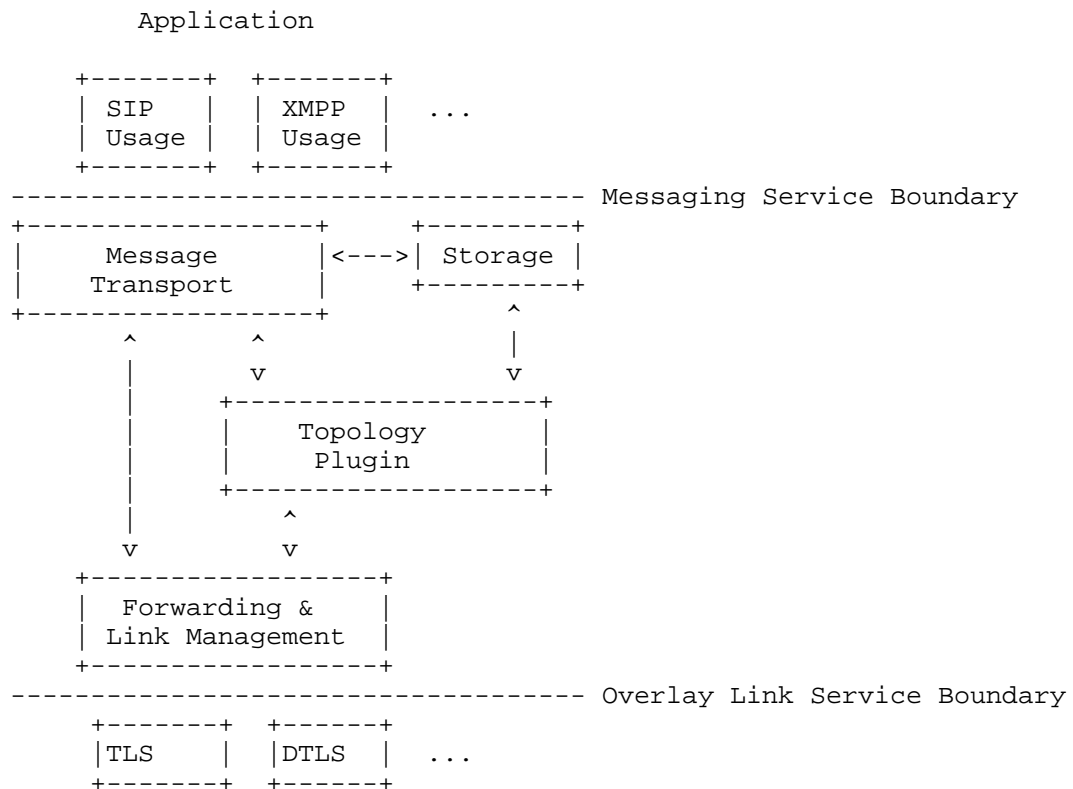 Application
+-------+  +-------+
| SIP   |  | XMPP  |  ...
| Usage |  | Usage |
+-------+  +-------+
------------------------------------ Messaging Service Boundary
+------------------+     +---------+
|     Message      |<--->| Storage |
|    Transport     |     +---------+
+------------------+           ^
^       ^               |
|       v               v
|     +-------------------+
|     |    Topology       |
|     |     Plugin        |
|     +-------------------+
|         ^
v         v
+------------------+
|  Forwarding &    |
| Link Management  |
+------------------+
------------------------------------ Overlay Link Service Boundary
+-------+  +------+
|TLS    |  |DTLS  |  ...
+-------+  +------+